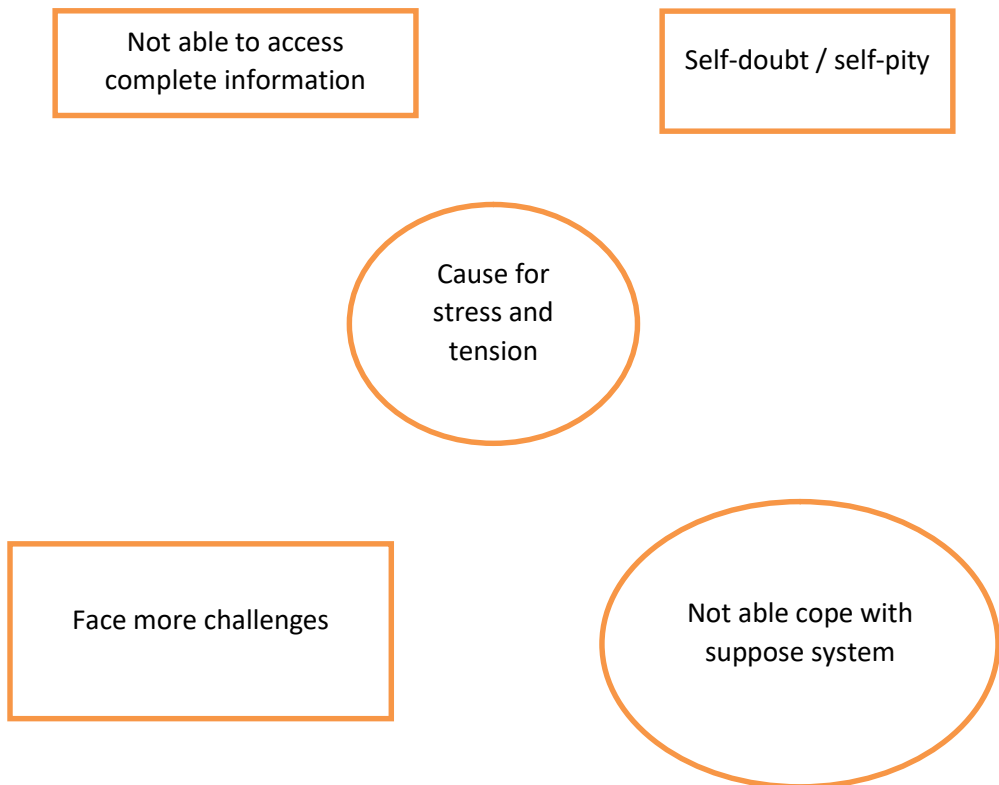 Not able to access
complete information
Self-doubt / self-pity
Cause for
stress and
tension
Face more challenges
Not able cope with
suppose system